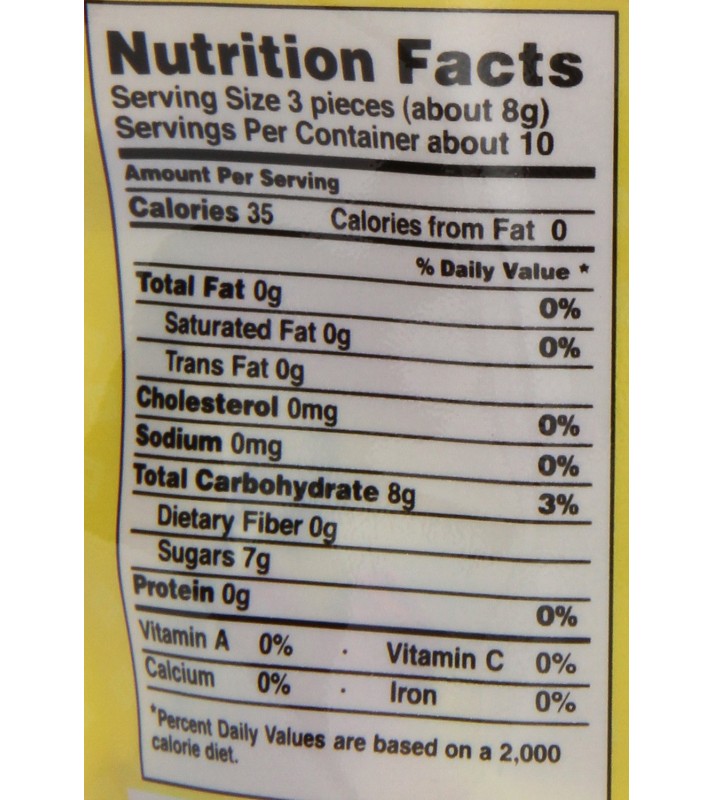 Nutrition Facts
Serving Size 3 pieces (about 8g)
Servings Per Container about 10
Amount Per Serving
Calories 35 Calories from Fat 0
% Daily Value *
Total Fat 0g 0%
Saturated Fat 0g 0%
Trans Fat 0g
Cholesterol 0mg 0%
Sodium 0mg 0%
Total Carbohydrate 8g 3%
Dietary Fiber 0g
Sugars 7g
Protein 0g 0%
Vitamin A 0% · Vitamin C 0%
Calcium 0% · Iron 0%
*Percent Daily Values are based on a 2,000
calorie diet.